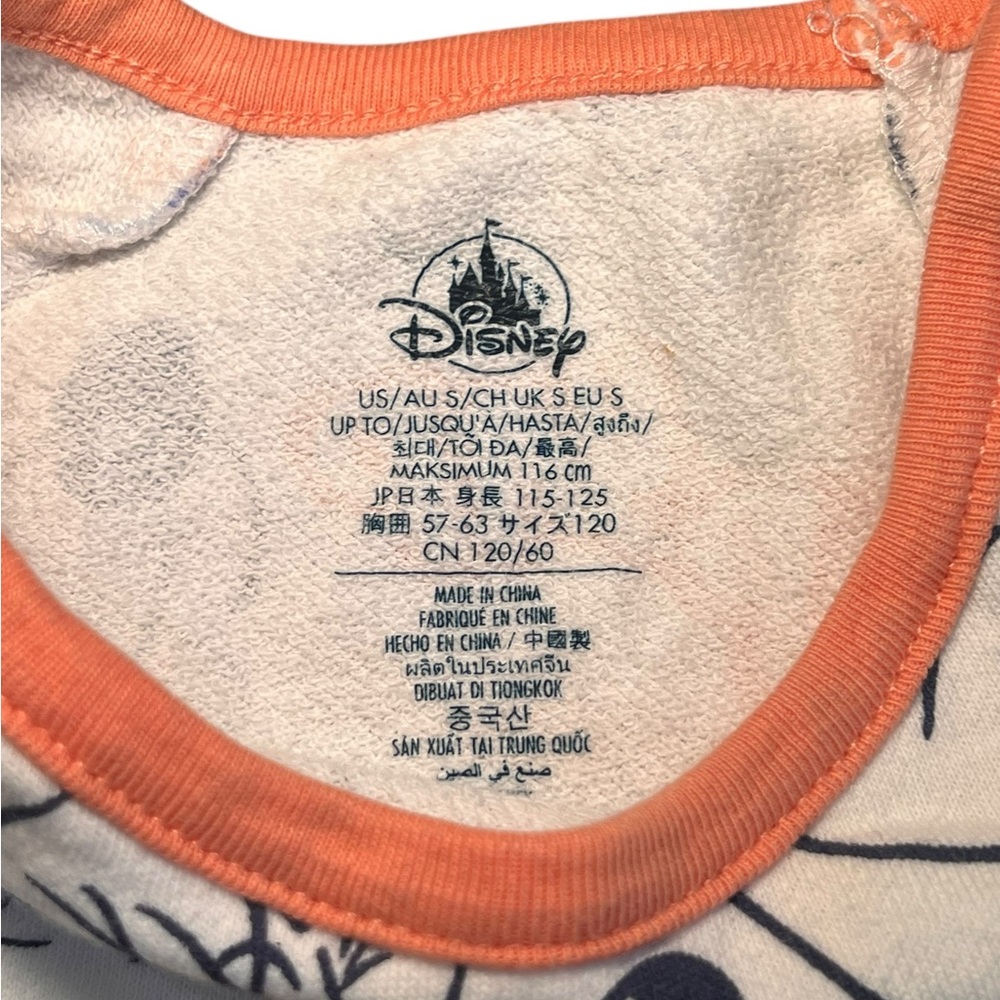 DISNEY
US/AU S/CH UK S EU S
UP TO/JUSQU'À/HASTA/สูงถึง/
최대/TỐI ĐA/最高/
MAKSIMUM 116 cm
JP日本 身長 115-125
胸囲 57-63 サイズ120
CN 120/60
MADE IN CHINA
FABRIQUÉ EN CHINE
HECHO EN CHINA / 中國製
ผลิตในประเทศจีน
DIBUAT DI TIONGKOK
중국산
SẢN XUẤT TẠI TRUNG QUỐC
صنع في الصين